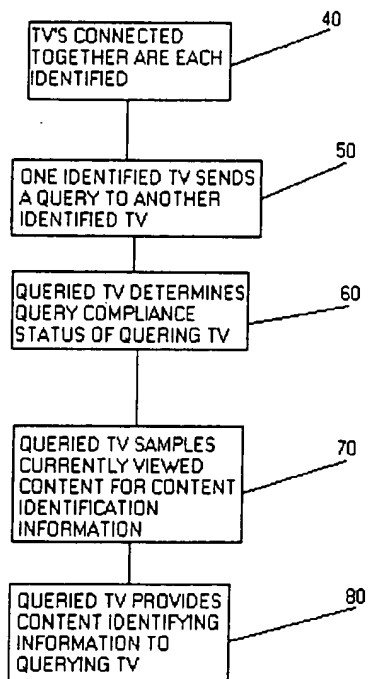 40
TV'S CONNECTED
TOGETHER ARE EACH
IDENTIFIED
50
ONE IDENTIFIED TV SENDS
A QUERY TO ANOTHER
IDENTIFIED TV
60
QUERIED TV DETERMINES
QUERY COMPLIANCE
STATUS OF QUERING TV
70
QUERIED TV SAMPLES
CURRENTLY VIEWED
CONTENT FOR CONTENT
IDENTIFICATION
INFORMATION
80
QUERIED TV PROVIDES
CONTENT IDENTIFYING
INFORMATION TO
QUERYING TV